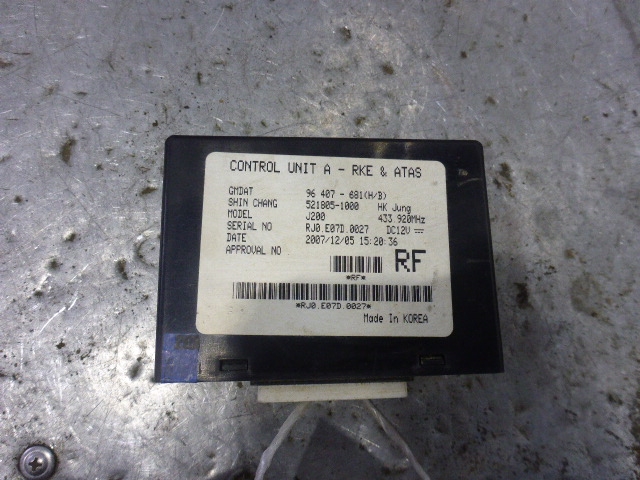 CONTROL UNIT A - RKE & ATAS
GMDAT 96 407 - 681(H/B)
SHIN CHANG 521805-1000 HK Jung
MODEL J200 433.920MHz
SERIAL NO RJ0.E07D.0027 DC12V
DATE 2007/12/05 15:20:36
APPROVAL NO
*RF* RF
*RJ0.E07D.0027*
Made In KOREA